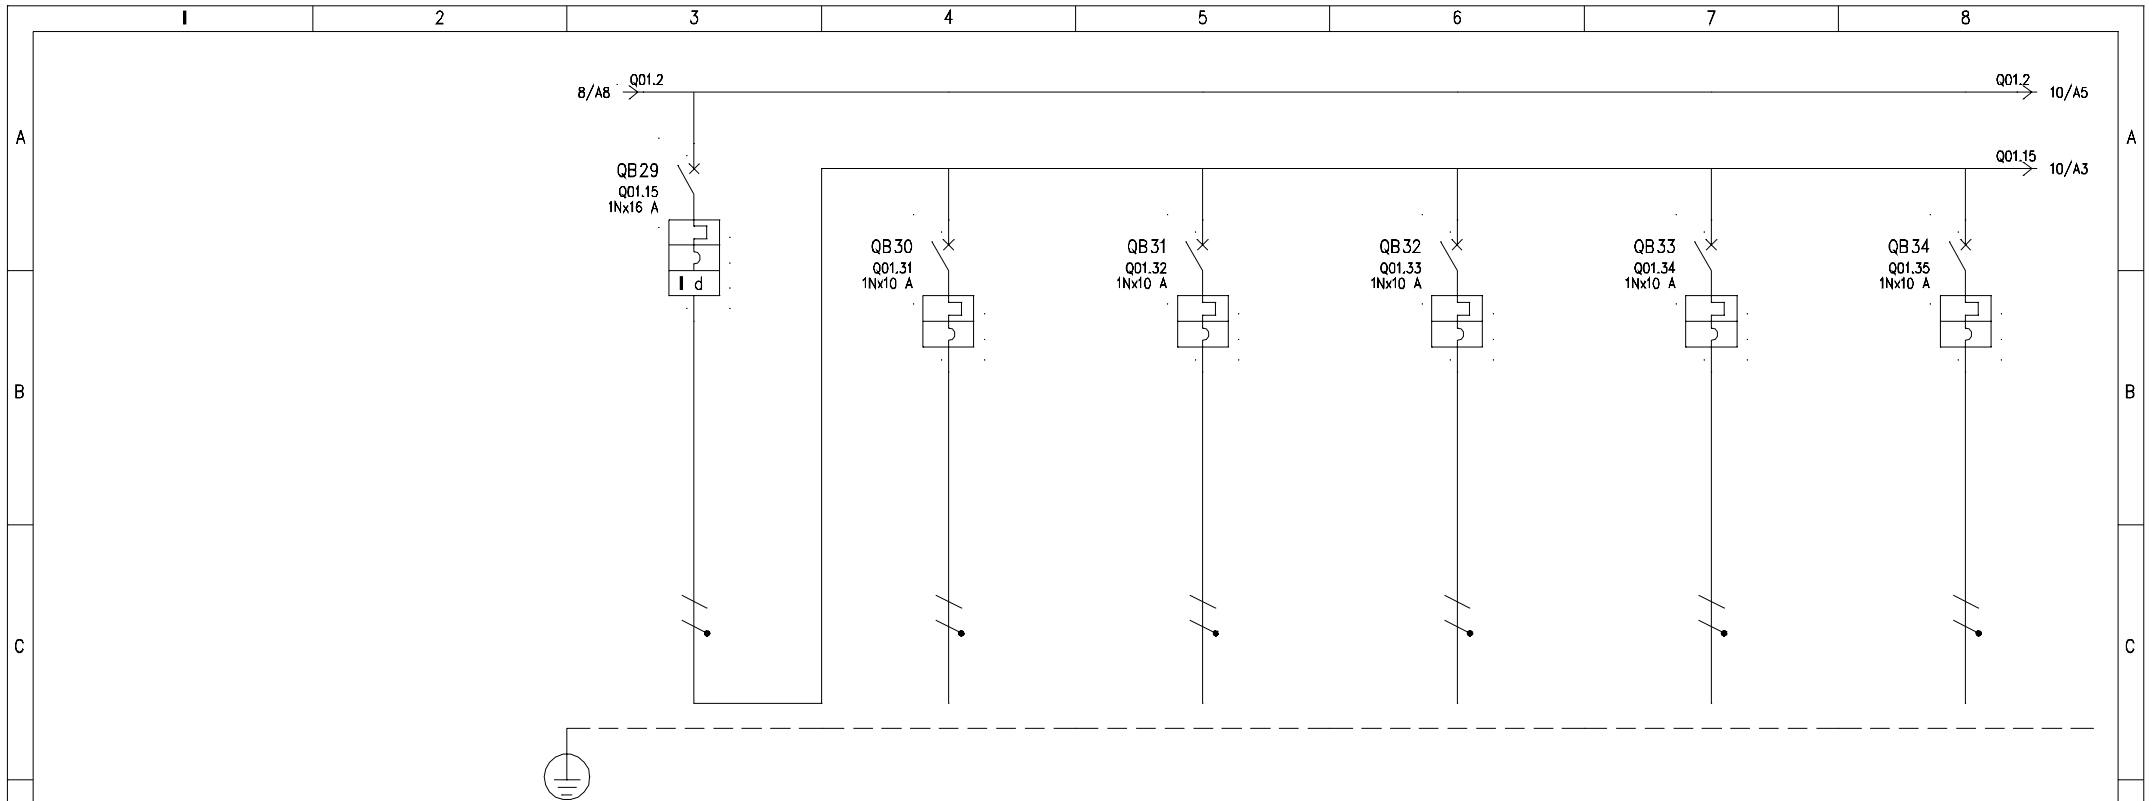 1 2 3 4 5 6 7 8
Q01.2 Q01.2
8/A8 10/A5
A A
Q01.15
10/A3
QB29
Q01.15
1Nx16 A
QB30 QB31 QB32 QB33 QB34
Q01.31 Q01.32 Q01.33 Q01.34 Q01.35
1Nx10 A 1Nx10 A 1Nx10 A 1Nx10 A 1Nx10 A
I d
B B
C C